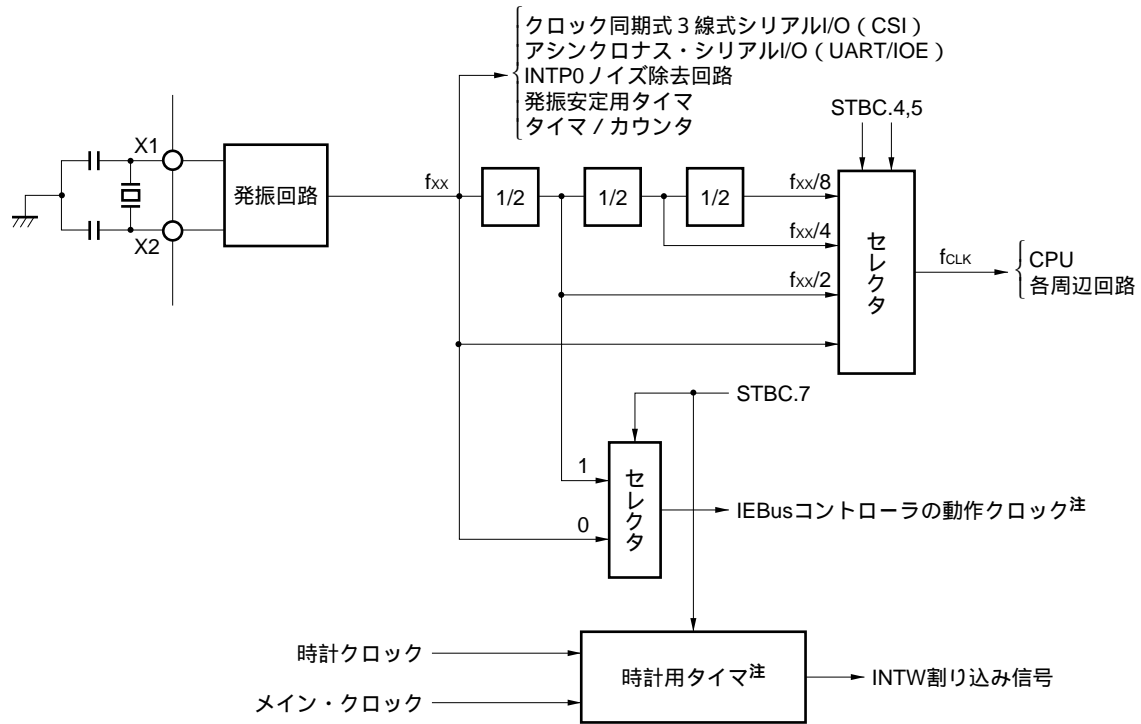 クロック同期式3線式シリアルI/O（CSI）
アシンクロナス・シリアルI/O（UART/IOE）
INTP0ノイズ除去回路
発振安定用タイマ
タイマ／カウンタ
STBC.4,5
X1
発振回路
fXX
1/2
1/2
1/2
fXX/8
X2
fXX/4
セレクタ
fCLK
CPU
各周辺回路
fXX/2
STBC.7
1
セレクタ
IEBusコントローラの動作クロック注
0
時計クロック
時計用タイマ注
INTW割り込み信号
メイン・クロック